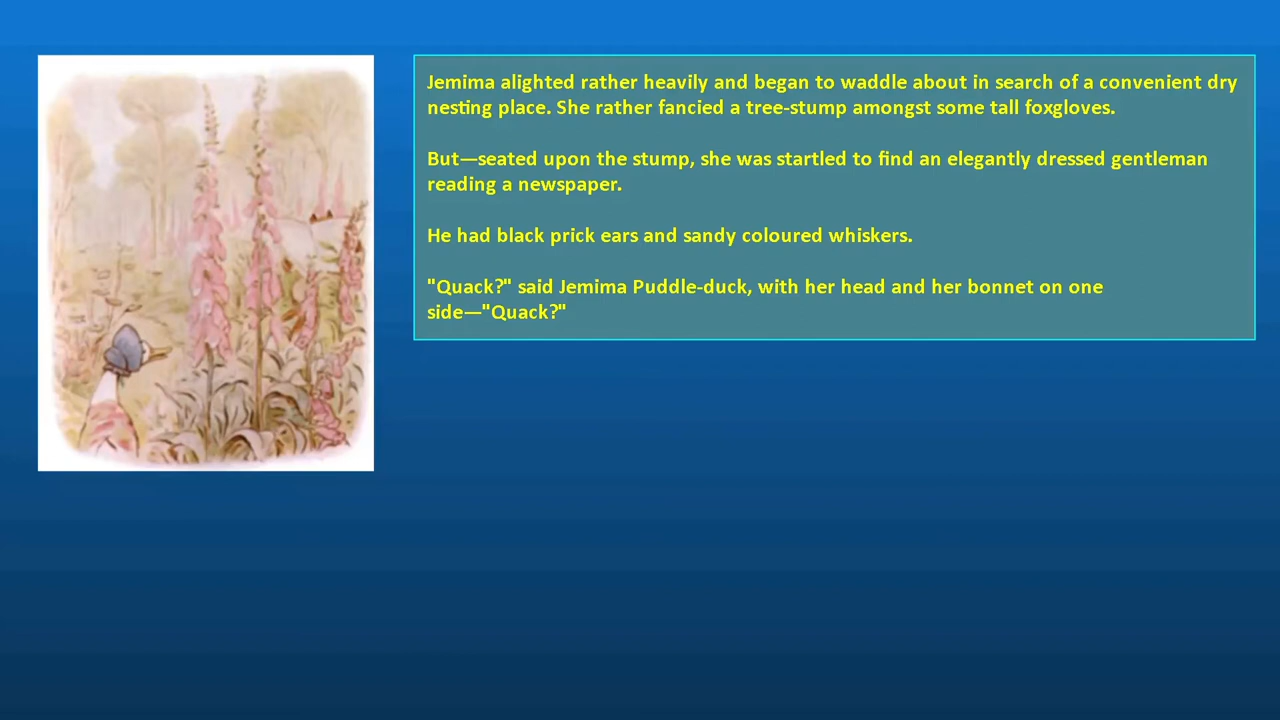 Jemima alighted rather heavily and began to waddle about in search of a convenient dry
nesting place. She rather fancied a tree-stump amongst some tall foxgloves.
But—seated upon the stump, she was startled to find an elegantly dressed gentleman
reading a newspaper.
He had black prick ears and sandy coloured whiskers.
"Quack?" said Jemima Puddle-duck, with her head and her bonnet on one
side—"Quack?"